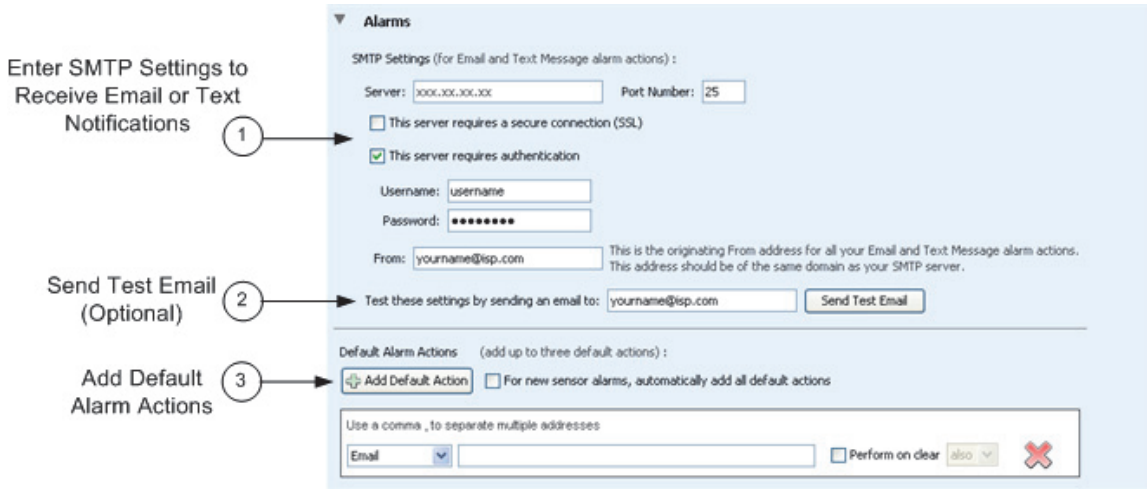 Alarms
SMTP Settings (for Email and Text Message alarm actions) :
Enter SMTP Settings to
Receive Email or Text
Notifications
1
Server: xxx.xx.xx.xx Port Number: 25
This server requires a secure connection (SSL)
This server requires authentication
Username: username
Password: ••••••••
From: yourname@isp.com
This is the originating From address for all your Email and Text Message alarm actions.
This address should be of the same domain as your SMTP server.
Send Test Email
(Optional)
2
Test these settings by sending an email to: yourname@isp.com Send Test Email
Default Alarm Actions (add up to three default actions) :
Add Default
Alarm Actions
3
Add Default Action For new sensor alarms, automatically add all default actions
Use a comma , to separate multiple addresses
Email Perform on clear also